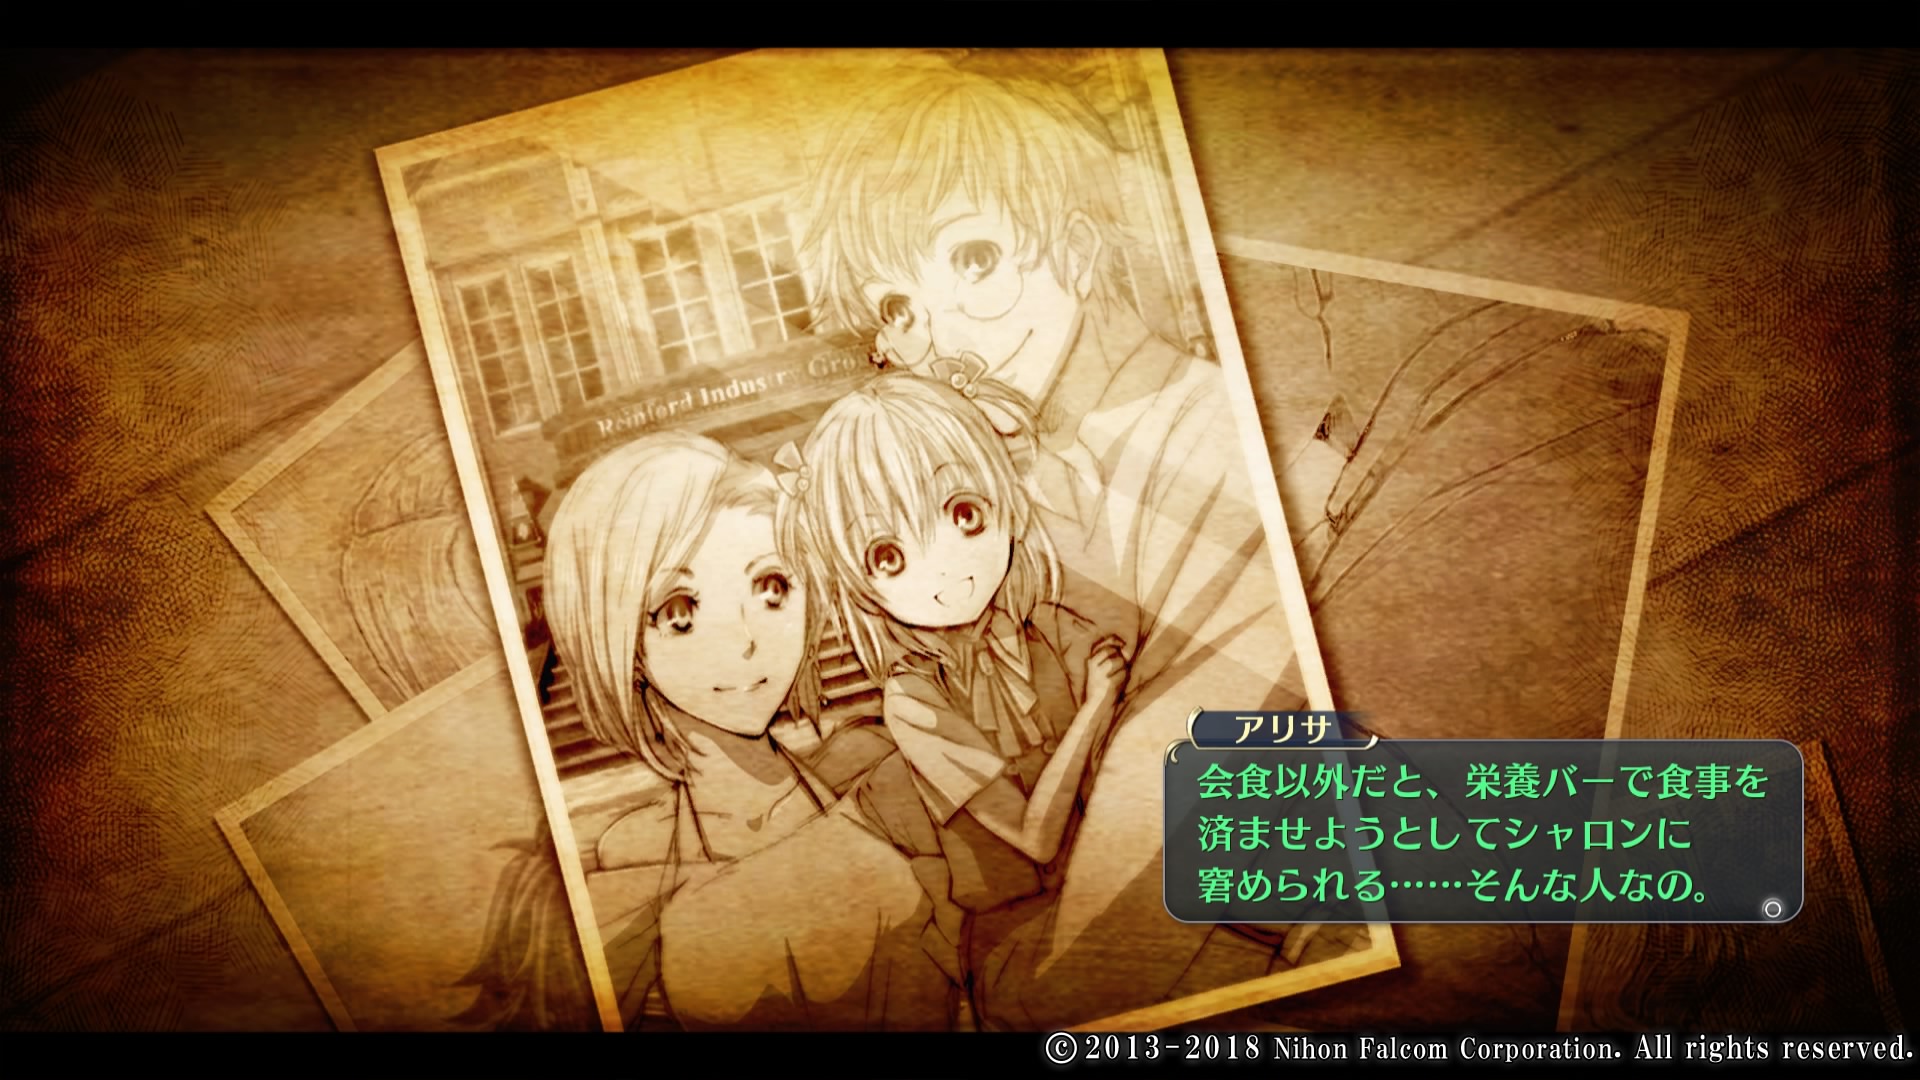 Reinford Industry Gro
アリサ
会食以外だと、栄養バーで食事を
済ませようとしてシャロンに
窘められる……そんな人なの。
©2013-2018 Nihon Falcom Corporation. All rights reserved.